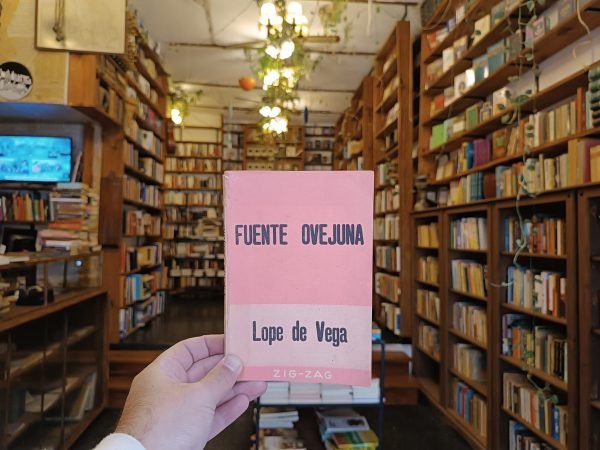 FUENTE OVEJUNA
Lope de Vega
ZIG-ZAG